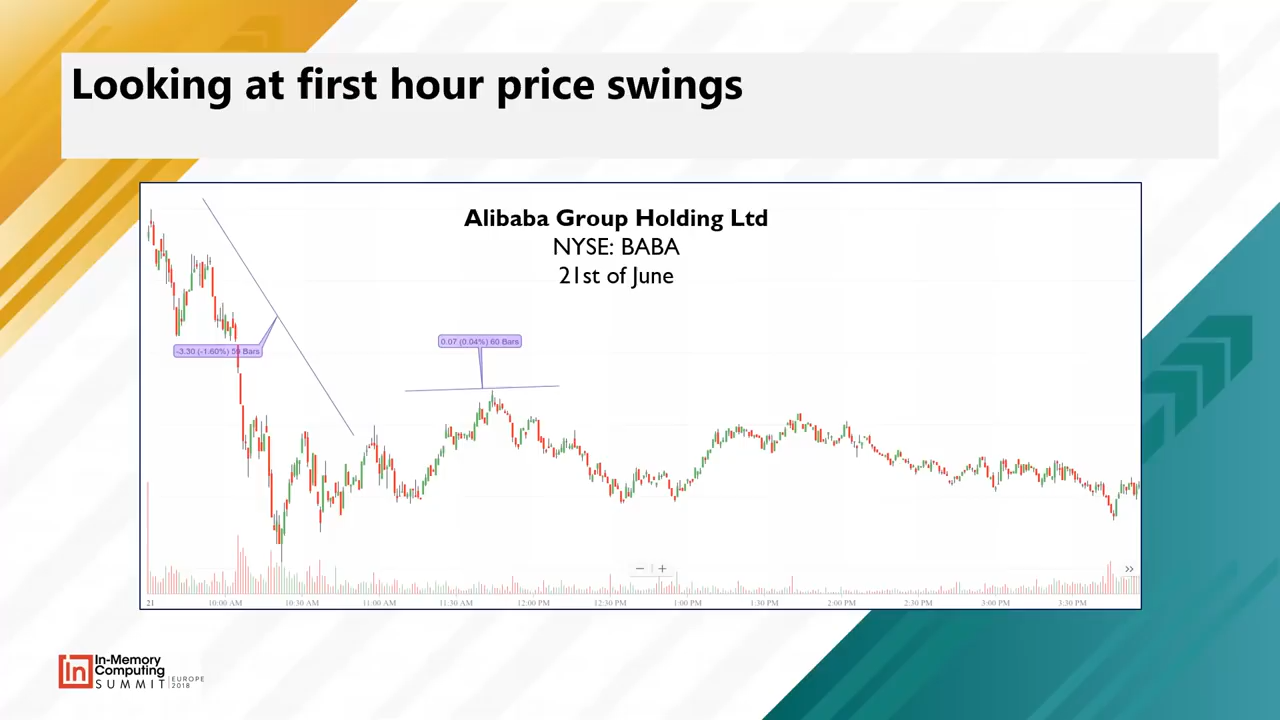 Looking at first hour price swings
Alibaba Group Holding Ltd
NYSE: BABA
21st of June
0.07 (0.04%) 60 Bars
-3.30 (-1.60%) 59 Bars
21
10:00 AM
10:30 AM
11:00 AM
11:30 AM
12:00 PM
12:30 PM
1:00 PM
1:30 PM
2:00 PM
2:30 PM
3:00 PM
3:30 PM
In
In-Memory
Computing
SUMMIT
EUROPE
2018